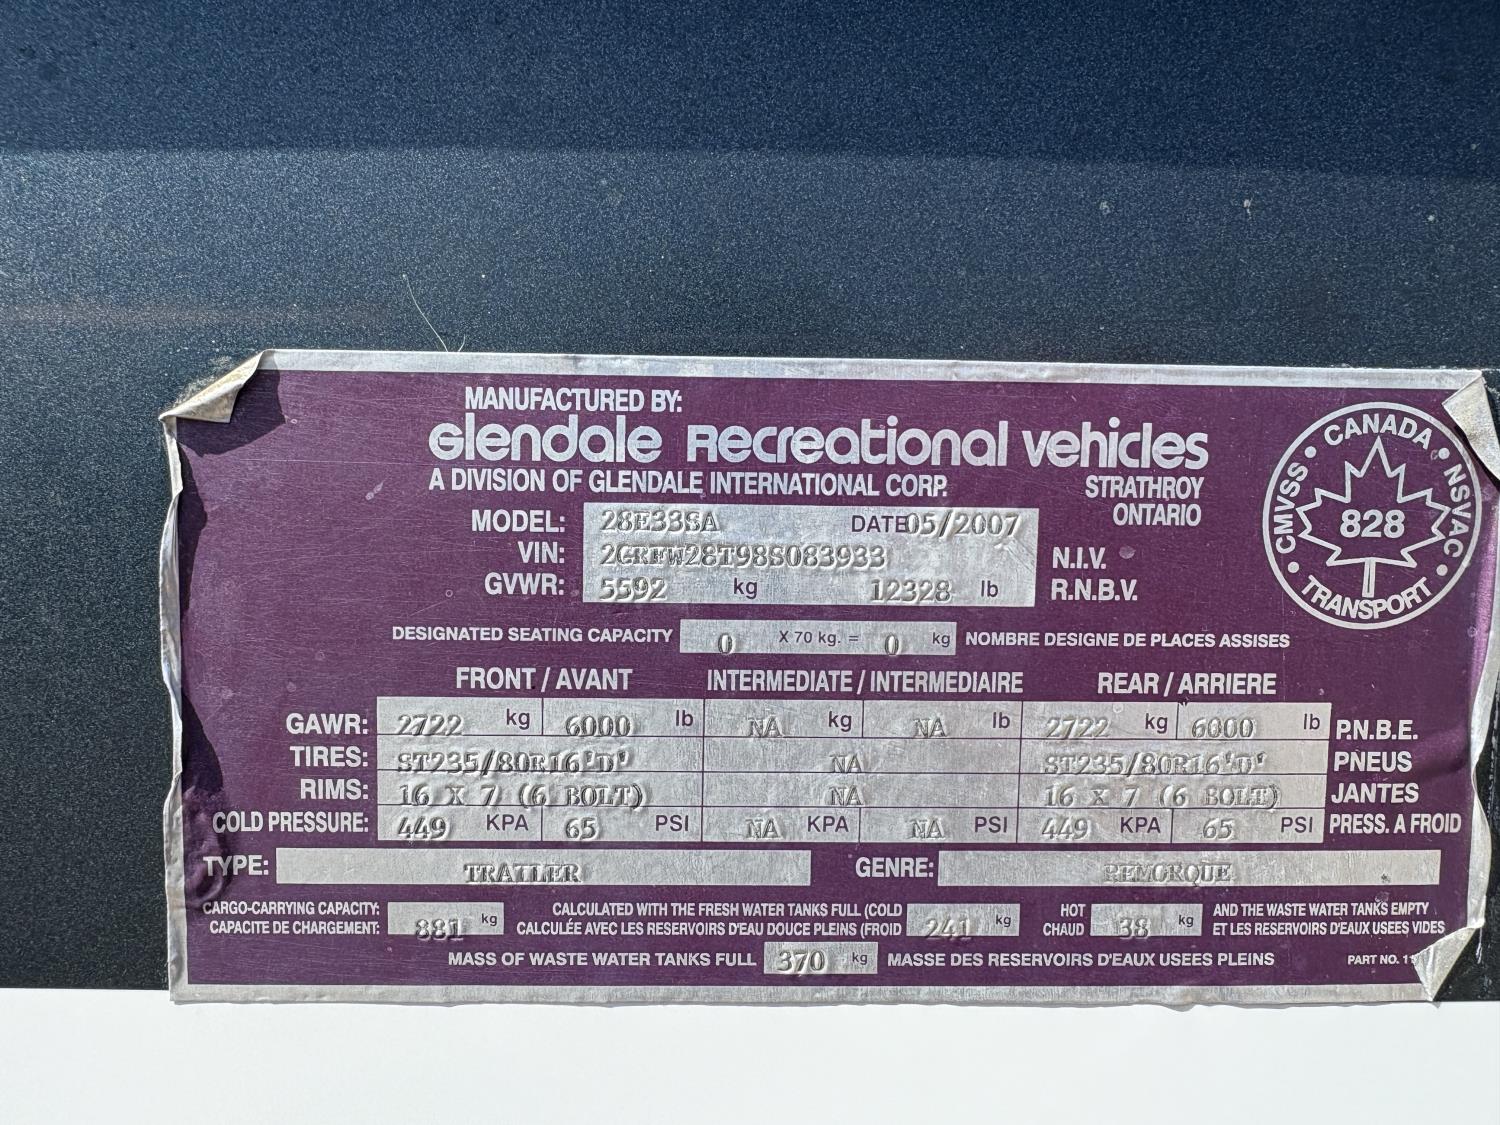 MANUFACTURED BY:
Glendale Recreational Vehicles
A DIVISION OF GLENDALE INTERNATIONAL CORP.
STRATHROY
ONTARIO
CANADA • NSVAC • TRANSPORT • CMVSS •
828
MODEL: 28E33SA DATE 05/2007
VIN: 2GRFW28T98S083933 N.I.V.
GVWR: 5592 kg 12328 lb R.N.B.V.
DESIGNATED SEATING CAPACITY 0 X 70 kg. = 0 kg NOMBRE DESIGNE DE PLACES ASSISES
FRONT / AVANT INTERMEDIATE / INTERMEDIAIRE REAR / ARRIERE
GAWR: 2722 kg 6000 lb NA kg NA lb 2722 kg 6000 lb P.N.B.E.
TIRES: ST235/80R16'D' NA ST235/80R16'D' PNEUS
RIMS: 16 X 7 (6 BOLT) NA 16 X 7 (6 BOLT) JANTES
COLD PRESSURE: 449 KPA 65 PSI NA KPA NA PSI 449 KPA 65 PSI PRESS. A FROID
TYPE: TRAILER GENRE: REMORQUE
CARGO-CARRYING CAPACITY: 881 kg CALCULATED WITH THE FRESH WATER TANKS FULL (COLD 241 kg HOT 38 kg AND THE WASTE WATER TANKS EMPTY
CAPACITE DE CHARGEMENT: CALCULÉE AVEC LES RESERVOIRS D'EAU DOUCE PLEINS (FROID CHAUD ET LES RESERVOIRS D'EAUX USEES VIDES
MASS OF WASTE WATER TANKS FULL 370 kg MASSE DES RESERVOIRS D'EAUX USEES PLEINS
PART NO.